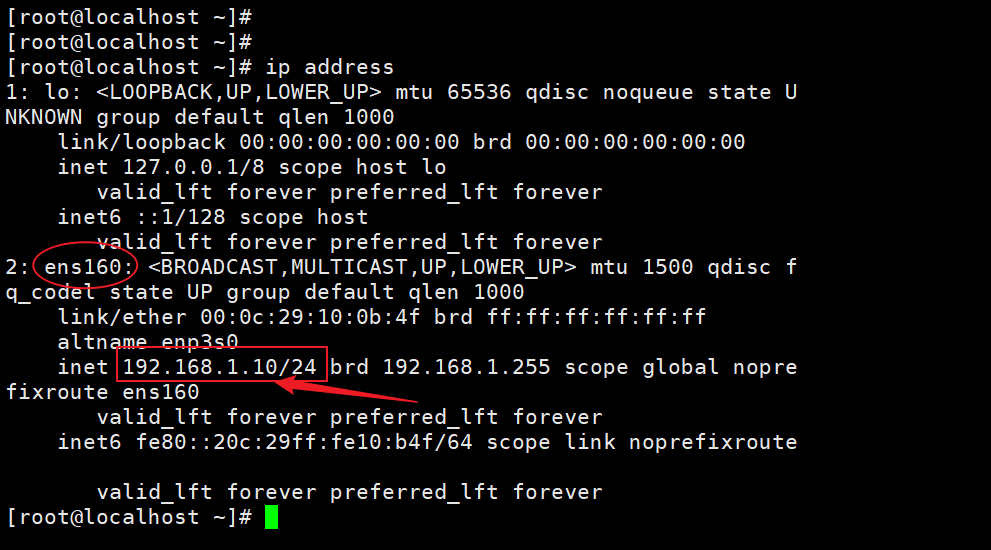 [root@localhost ~]#
[root@localhost ~]#
[root@localhost ~]# ip address
1: lo: <LOOPBACK,UP,LOWER_UP> mtu 65536 qdisc noqueue state U
NKNOWN group default qlen 1000
    link/loopback 00:00:00:00:00:00 brd 00:00:00:00:00:00
    inet 127.0.0.1/8 scope host lo
       valid_lft forever preferred_lft forever
    inet6 ::1/128 scope host
       valid_lft forever preferred_lft forever
2: ens160: <BROADCAST,MULTICAST,UP,LOWER_UP> mtu 1500 qdisc f
q_codel state UP group default qlen 1000
    link/ether 00:0c:29:10:0b:4f brd ff:ff:ff:ff:ff:ff
    altname enp3s0
    inet 192.168.1.10/24 brd 192.168.1.255 scope global nopre
fixroute ens160
       valid_lft forever preferred_lft forever
    inet6 fe80::20c:29ff:fe10:b4f/64 scope link noprefixroute
       valid_lft forever preferred_lft forever
[root@localhost ~]#